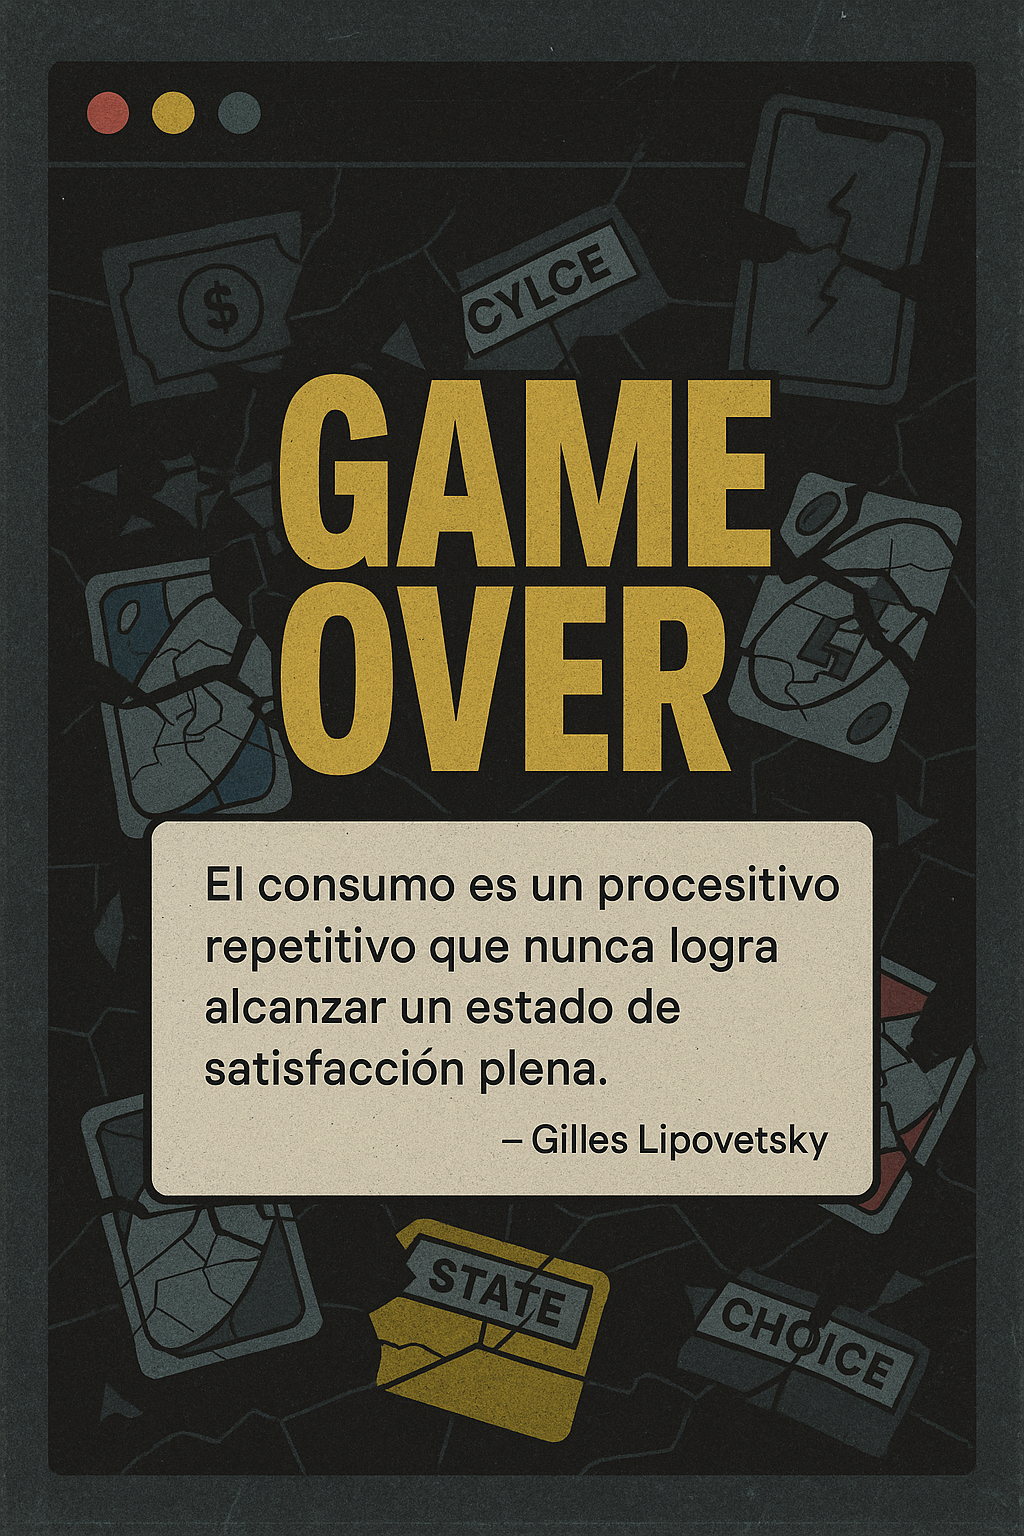 $
CYLCE
GAME
OVER
El consumo es un procesitivo
repetitivo que nunca logra
alcanzar un estado de
satisfacción plena.
– Gilles Lipovetsky
STATE
CHOICE